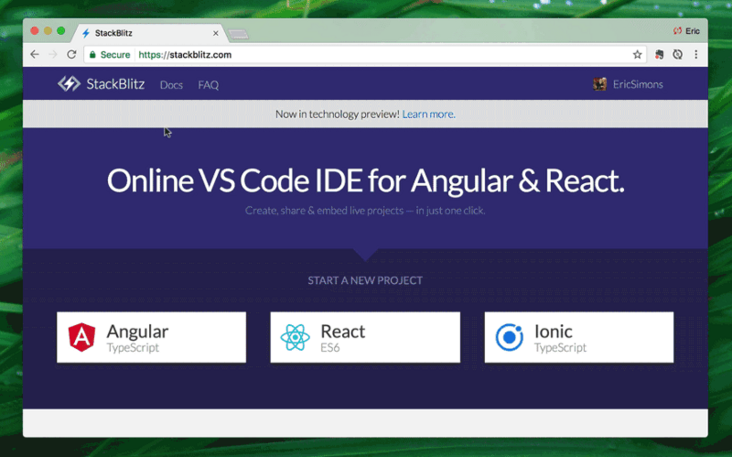 StackBlitz
Eric
Secure https://stackblitz.com
StackBlitz Docs FAQ EricSimons
Now in technology preview! Learn more.
Online VS Code IDE for Angular & React.
Create, share & embed live projects — in just one click.
START A NEW PROJECT
Angular
TypeScript
React
ES6
Ionic
TypeScript